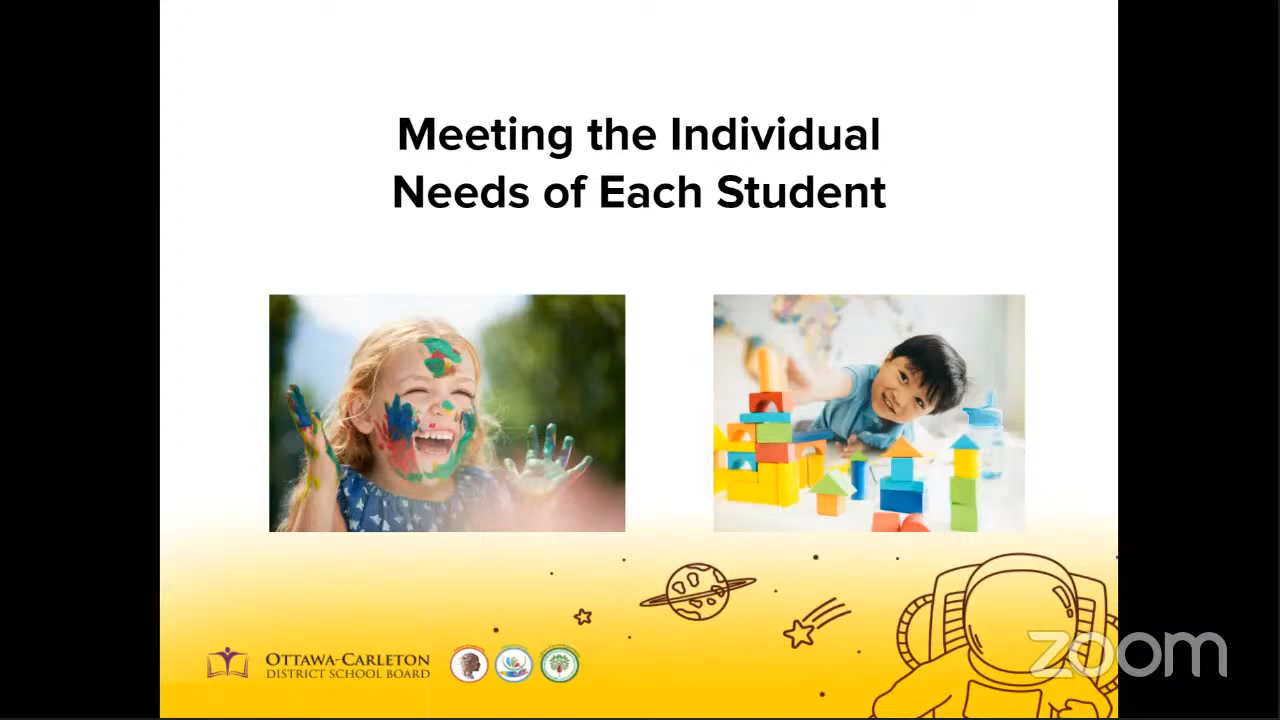 Meeting the Individual
Needs of Each Student
OTTAWA-CARLETON
DISTRICT SCHOOL BOARD
zoom